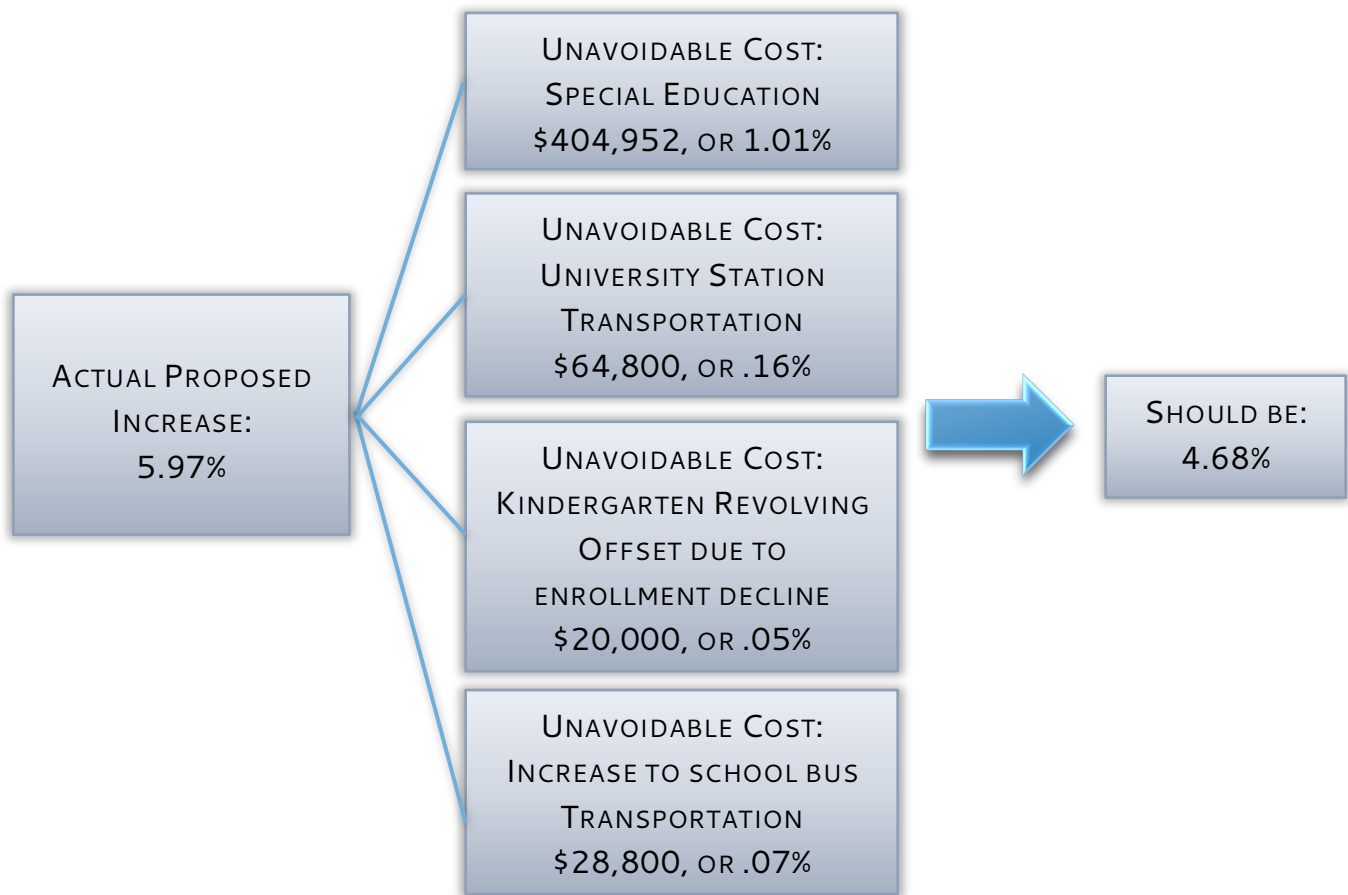 Actual Proposed
Increase:
5.97%
Unavoidable Cost:
Special Education
$404,952, or 1.01%
Unavoidable Cost:
University Station
Transportation
$64,800, or .16%
Unavoidable Cost:
Kindergarten Revolving
Offset due to
enrollment decline
$20,000, or .05%
Unavoidable Cost:
Increase to school bus
Transportation
$28,800, or .07%
Should be:
4.68%